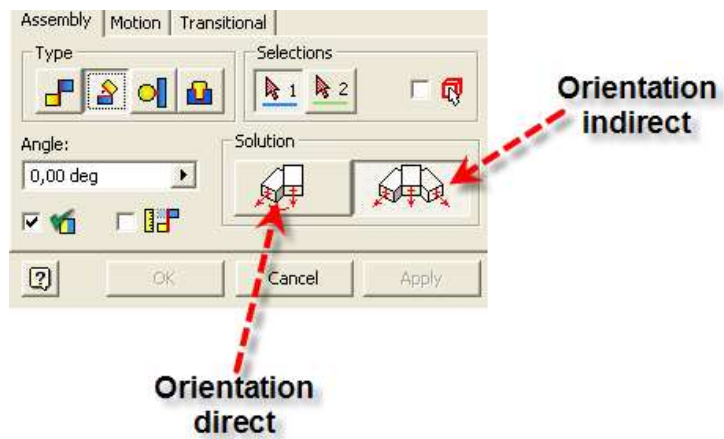 Assembly Motion Transitional
Type Selections
1 2
Orientation
indirect
Angle: Solution
0,00 deg
? OK Cancel Apply
Orientation
direct